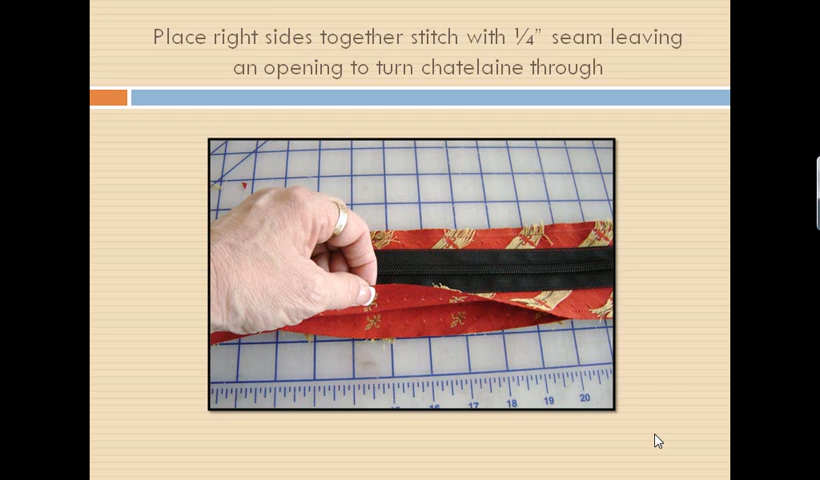 Place right sides together stitch with ¼” seam leaving
an opening to turn chatelaine through
17
18
19
20